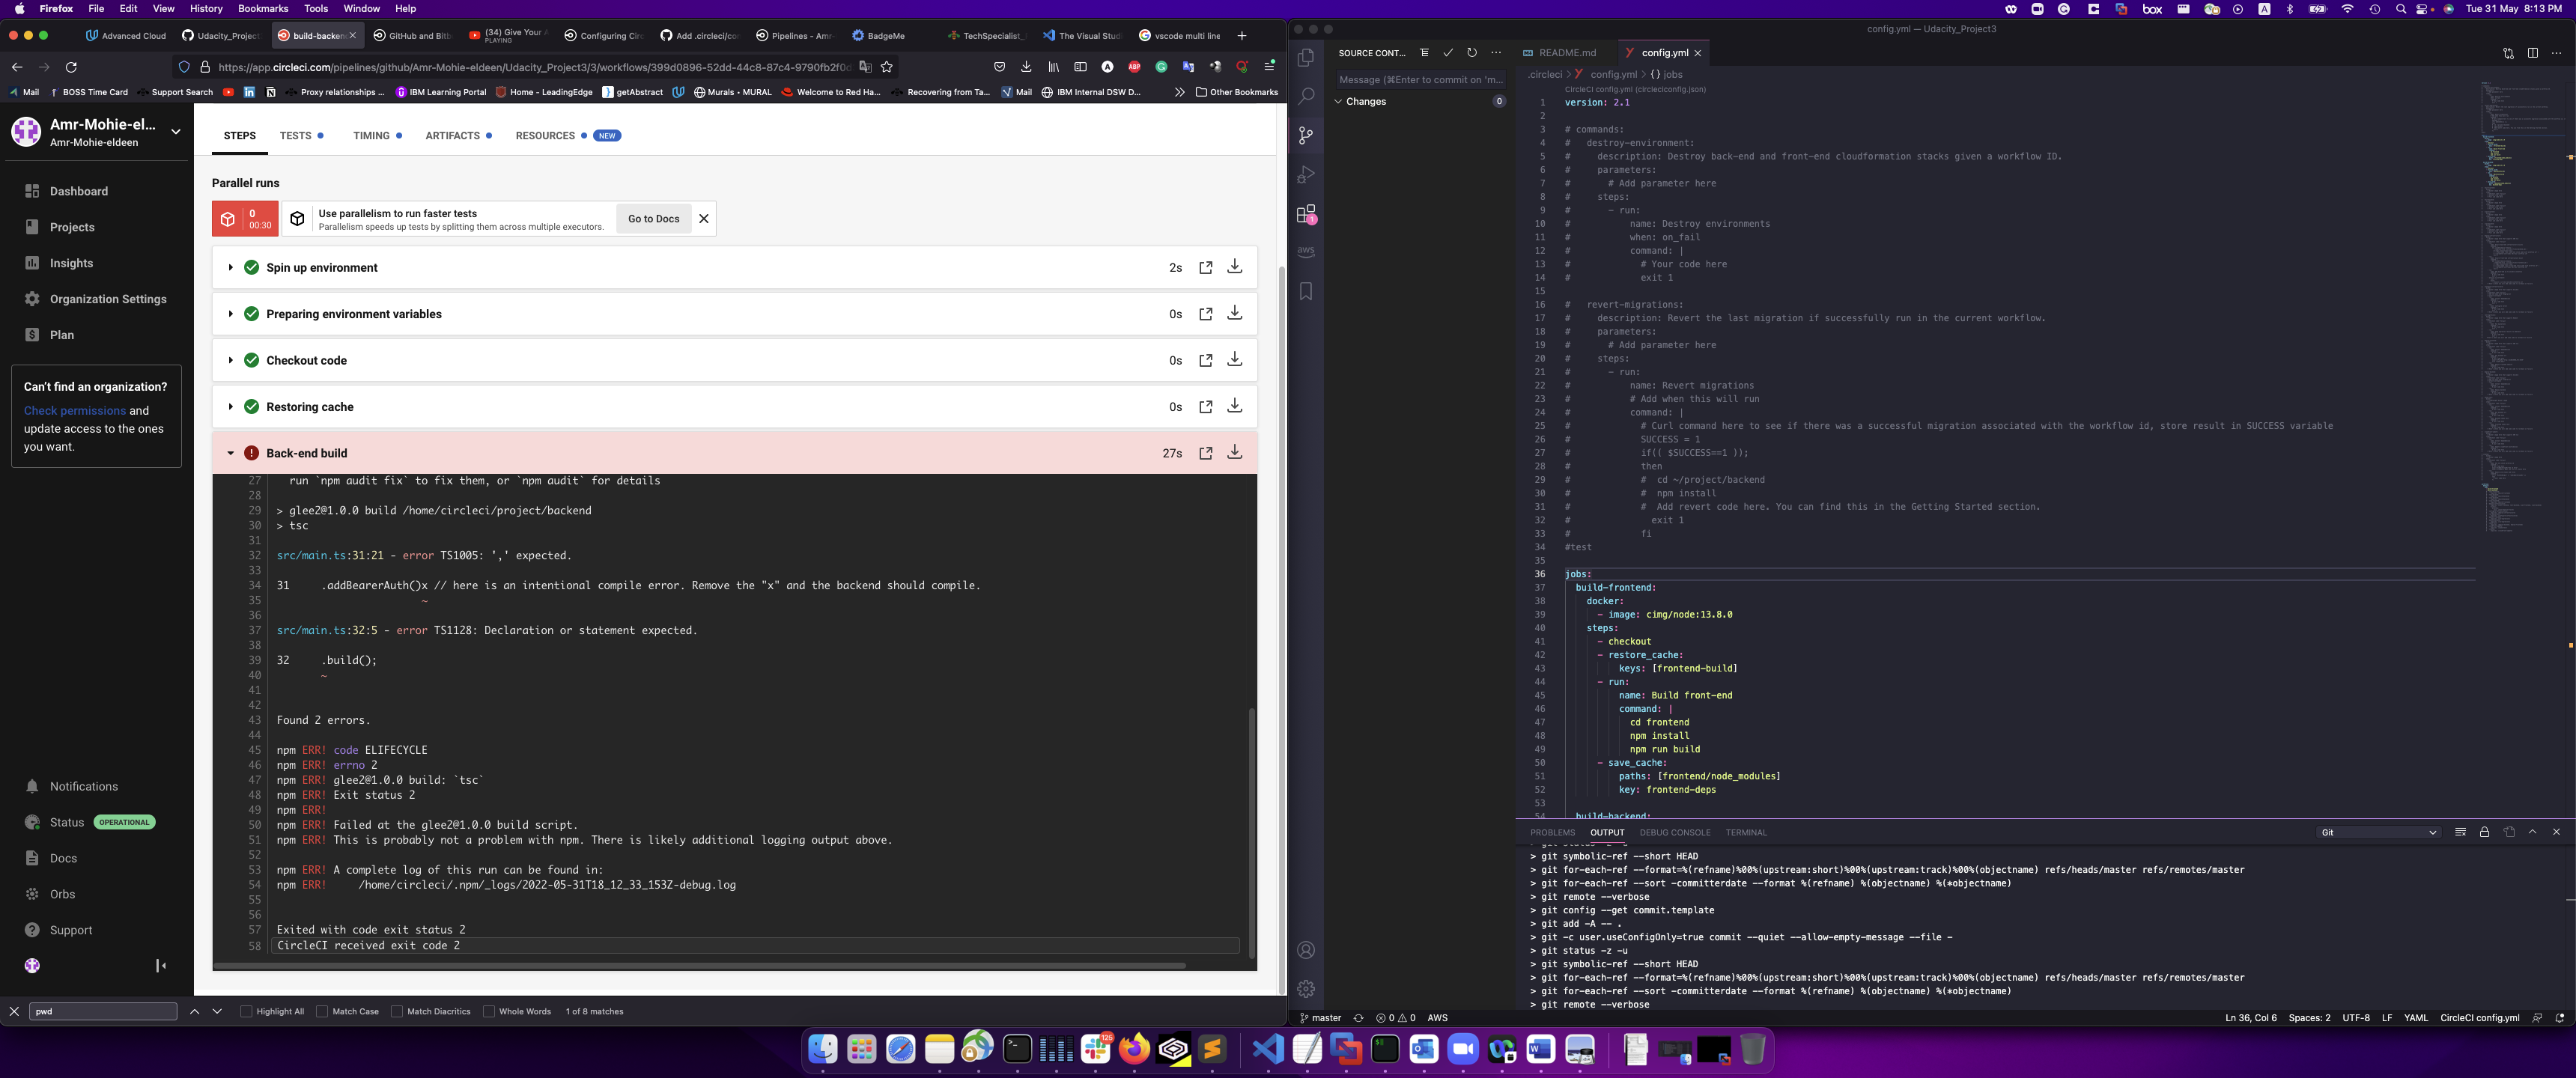 Firefox File Edit View History Bookmarks Tools Window Help
box
Tue 31 May 8:13 PM
Advanced Cloud
Udacity_Project
build-backen
GitHub and Bitb
(34) Give Your
PLAYING
Configuring Cir
Add .circleci/co
Pipelines - Amr-
BadgeMe
TechSpecialist_
The Visual Stud
vscode multi line
https://app.circleci.com/pipelines/github/Amr-Mohie-eldeen/Udacity_Project3/3/workflows/399d0896-52dd-44c8-87c4-9790fb2f0d
Mail
BOSS Time Card
Support Search
Proxy relationships ...
IBM Learning Portal
Home - LeadingEdge
getAbstract
Murals • MURAL
Welcome to Red Ha...
Recovering from Ta...
Mail
IBM Internal DSW D...
Other Bookmarks
Amr-Mohie-el...
Amr-Mohie-eldeen
Dashboard
Projects
Insights
Organization Settings
Plan
Can't find an organization?
Check permissions and
update access to the ones
you want.
Notifications
Status OPERATIONAL
Docs
Orbs
Support
STEPS TESTS TIMING ARTIFACTS RESOURCES NEW
Parallel runs
0
00:30
Use parallelism to run faster tests
Parallelism speeds up tests by splitting them across multiple executors.
Go to Docs
Spin up environment 2s
Preparing environment variables 0s
Checkout code 0s
Restoring cache 0s
Back-end build 27s
27 run `npm audit fix` to fix them, or `npm audit` for details
28
29 > glee2@1.0.0 build /home/circleci/project/backend
30 > tsc
31
32 src/main.ts:31:21 - error TS1005: ',' expected.
33
34 31 .addBearerAuth()x // here is an intentional compile error. Remove the "x" and the backend should compile.
35 ~
36
37 src/main.ts:32:5 - error TS1128: Declaration or statement expected.
38
39 32 .build();
40 ~
41
42
43 Found 2 errors.
44
45 npm ERR! code ELIFECYCLE
46 npm ERR! errno 2
47 npm ERR! glee2@1.0.0 build: `tsc`
48 npm ERR! Exit status 2
49 npm ERR!
50 npm ERR! Failed at the glee2@1.0.0 build script.
51 npm ERR! This is probably not a problem with npm. There is likely additional logging output above.
52
53 npm ERR! A complete log of this run can be found in:
54 npm ERR! /home/circleci/.npm/_logs/2022-05-31T18_12_33_153Z-debug.log
55
56
57 Exited with code exit status 2
58 CircleCI received exit code 2
pwd
Highlight All Match Case Match Diacritics Whole Words 1 of 8 matches
config.yml — Udacity_Project3
SOURCE CONT...
Message (⌘Enter to commit on 'm...
Changes 0
aws
1
README.md
config.yml
.circleci > config.yml > {} jobs
CircleCI config.yml (circleciconfig.json)
1 version: 2.1
2
3 # commands:
4 # destroy-environment:
5 # description: Destroy back-end and front-end cloudformation stacks given a workflow ID.
6 # parameters:
7 # # Add parameter here
8 # steps:
9 # - run:
10 # name: Destroy environments
11 # when: on_fail
12 # command: |
13 # # Your code here
14 # exit 1
15
16 # revert-migrations:
17 # description: Revert the last migration if successfully run in the current workflow.
18 # parameters:
19 # # Add parameter here
20 # steps:
21 # - run:
22 # name: Revert migrations
23 # # Add when this will run
24 # command: |
25 # # Curl command here to see if there was a successful migration associated with the workflow id, store result in SUCCESS variable
26 # SUCCESS = 1
27 # if(( $SUCCESS==1 ));
28 # then
29 # # cd ~/project/backend
30 # # npm install
31 # # Add revert code here. You can find this in the Getting Started section.
32 # exit 1
33 # fi
34 #test
35
36 jobs:
37 build-frontend:
38 docker:
39 - image: cimg/node:13.8.0
40 steps:
41 - checkout
42 - restore_cache:
43 keys: [frontend-build]
44 - run:
45 name: Build front-end
46 command: |
47 cd frontend
48 npm install
49 npm run build
50 - save_cache:
51 paths: [frontend/node_modules]
52 key: frontend-deps
53
54 build-backend:
PROBLEMS OUTPUT DEBUG CONSOLE TERMINAL Git
> git status -z -u
> git symbolic-ref --short HEAD
> git for-each-ref --format=%(refname)%00%(upstream:short)%00%(upstream:track)%00%(objectname) refs/heads/master refs/remotes/master
> git for-each-ref --sort -committerdate --format %(refname) %(objectname) %(*objectname)
> git remote --verbose
> git config --get commit.template
> git add -A -- .
> git -c user.useConfigOnly=true commit --quiet --allow-empty-message --file -
> git status -z -u
> git symbolic-ref --short HEAD
> git for-each-ref --format=%(refname)%00%(upstream:short)%00%(upstream:track)%00%(objectname) refs/heads/master refs/remotes/master
> git for-each-ref --sort -committerdate --format %(refname) %(objectname) %(*objectname)
> git remote --verbose
master 0 0 AWS
Ln 36, Col 6 Spaces: 2 UTF-8 LF YAML CircleCI config.yml